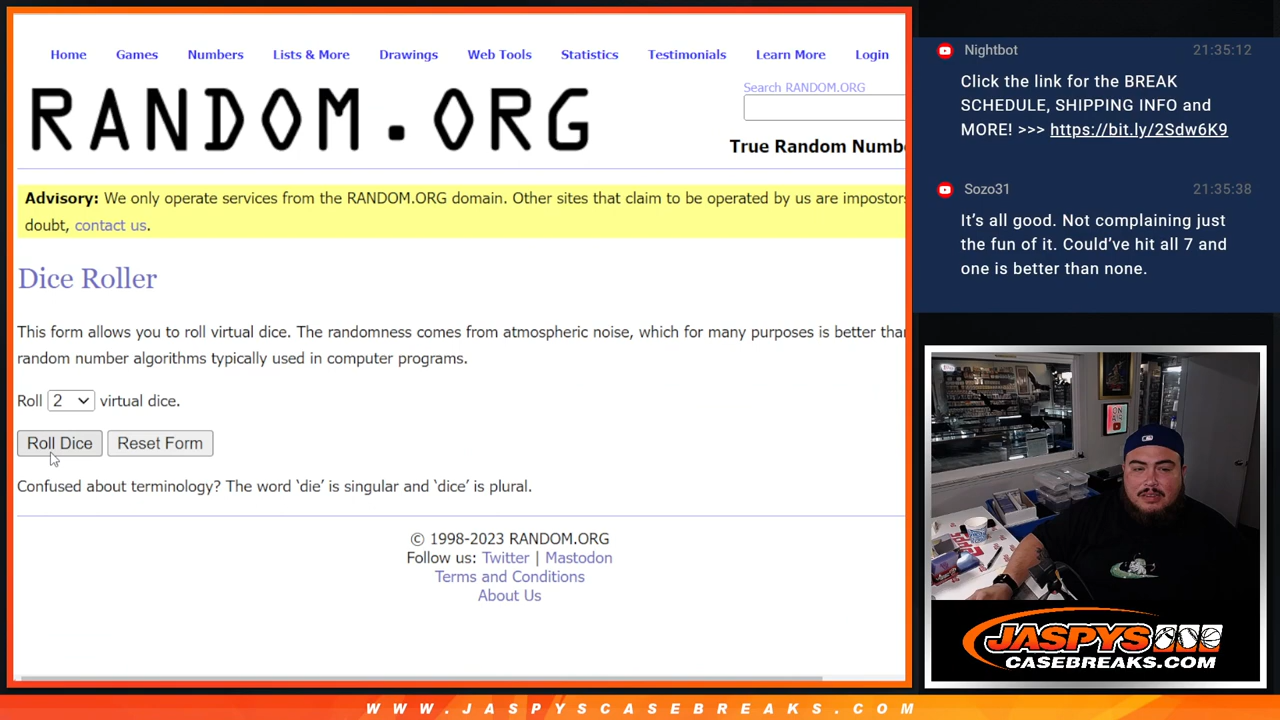 Home Games Numbers Lists & More Drawings Web Tools Statistics Testimonials Learn More Login
RANDOM.ORG
Search RANDOM.ORG
True Random Numb
Advisory: We only operate services from the RANDOM.ORG domain. Other sites that claim to be operated by us are impostors
doubt, contact us.
Dice Roller
This form allows you to roll virtual dice. The randomness comes from atmospheric noise, which for many purposes is better than
random number algorithms typically used in computer programs.
Roll 2 virtual dice.
Roll Dice Reset Form
Confused about terminology? The word ‘die’ is singular and ‘dice’ is plural.
© 1998-2023 RANDOM.ORG
Follow us: Twitter | Mastodon
Terms and Conditions
About Us
Nightbot 21:35:12
Click the link for the BREAK
SCHEDULE, SHIPPING INFO and
MORE! >>> https://bit.ly/2Sdw6K9
Sozo31 21:35:38
It’s all good. Not complaining just
the fun of it. Could’ve hit all 7 and
one is better than none.
ON
AIR
JASPYS
CASEBREAKS.COM
WWW.JASPYSCASEBREAKS.COM